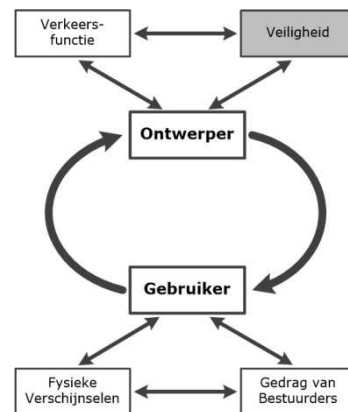 Verkeers-
functie
Veiligheid
Ontwerper
Gebruiker
Fysieke
Verschijnselen
Gedrag van
Bestuurders